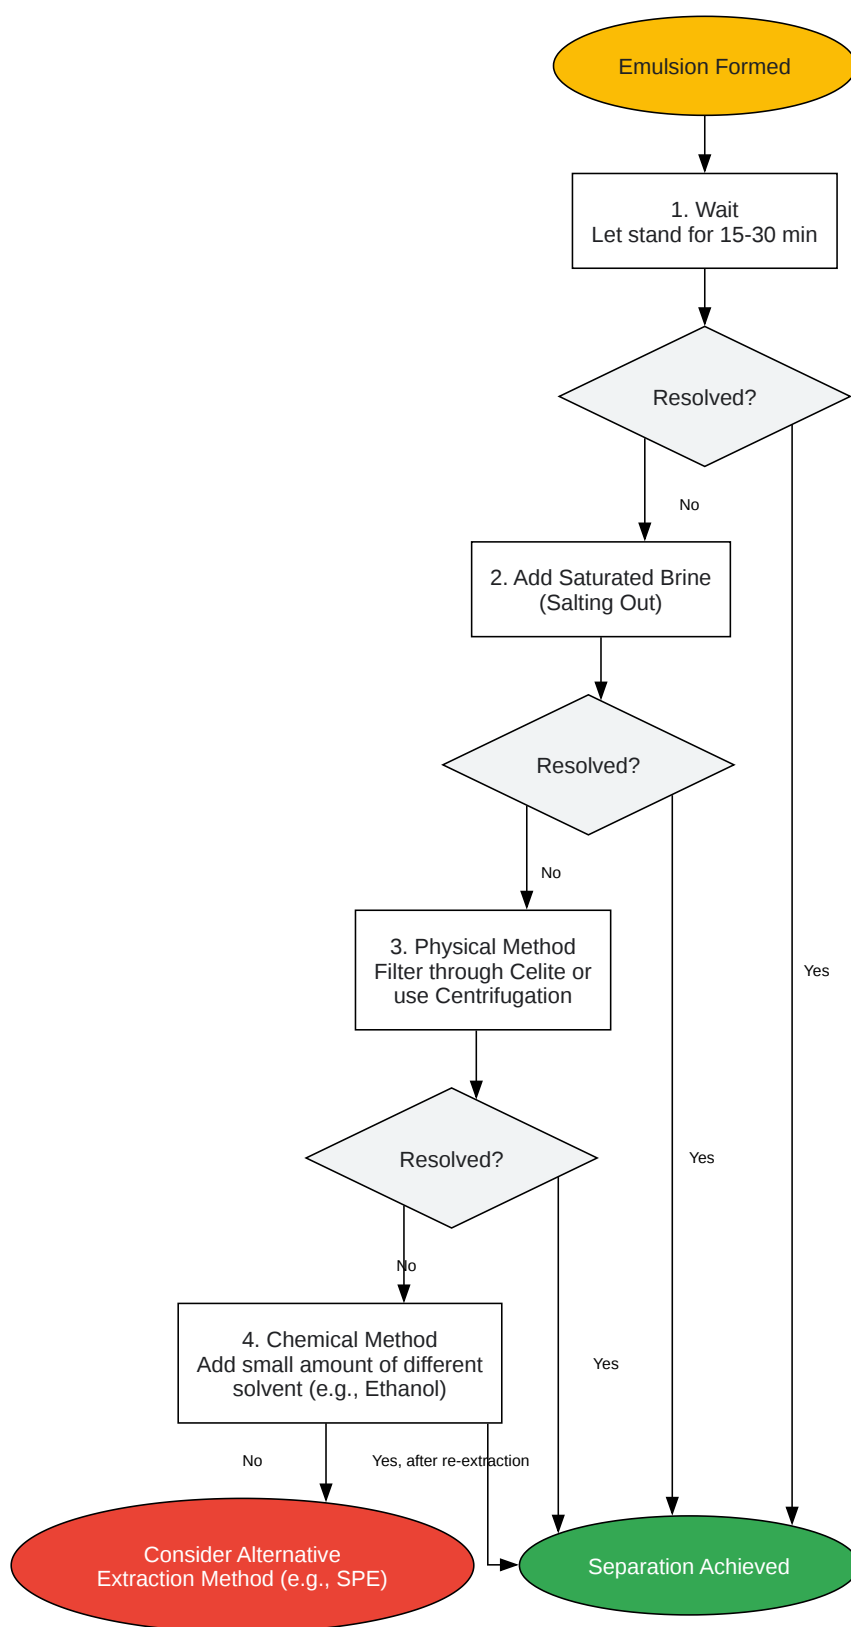 Emulsion Formed
1. Wait
Let stand for 15-30 min
Resolved?
No
2. Add Saturated Brine
(Salting Out)
Resolved?
No
3. Physical Method
Filter through Celite or
use Centrifugation
Yes
Resolved?
Yes
No
4. Chemical Method
Add small amount of different
solvent (e.g., Ethanol)
Yes
No
Yes, after re-extraction
Consider Alternative
Extraction Method (e.g., SPE)
Separation Achieved